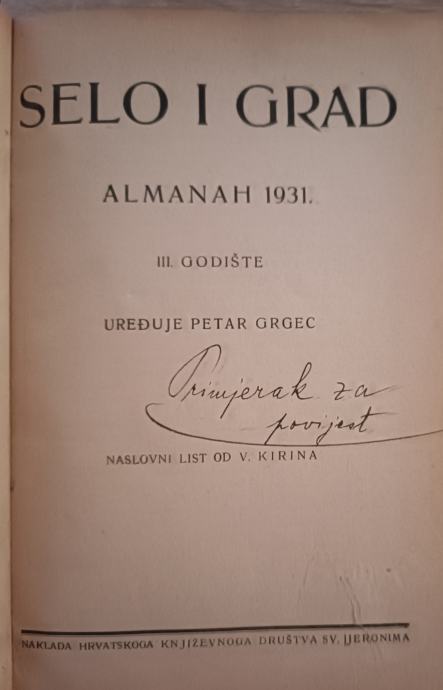 SELO I GRAD
ALMANAH 1931.
III. GODIŠTE
UREĐUJE PETAR GRGEC
Primjerak za
povijest
NASLOVNI LIST OD V. KIRINA
NAKLADA HRVATSKOGA KNJIŽEVNOGA DRUŠTVA SV. JERONIMA